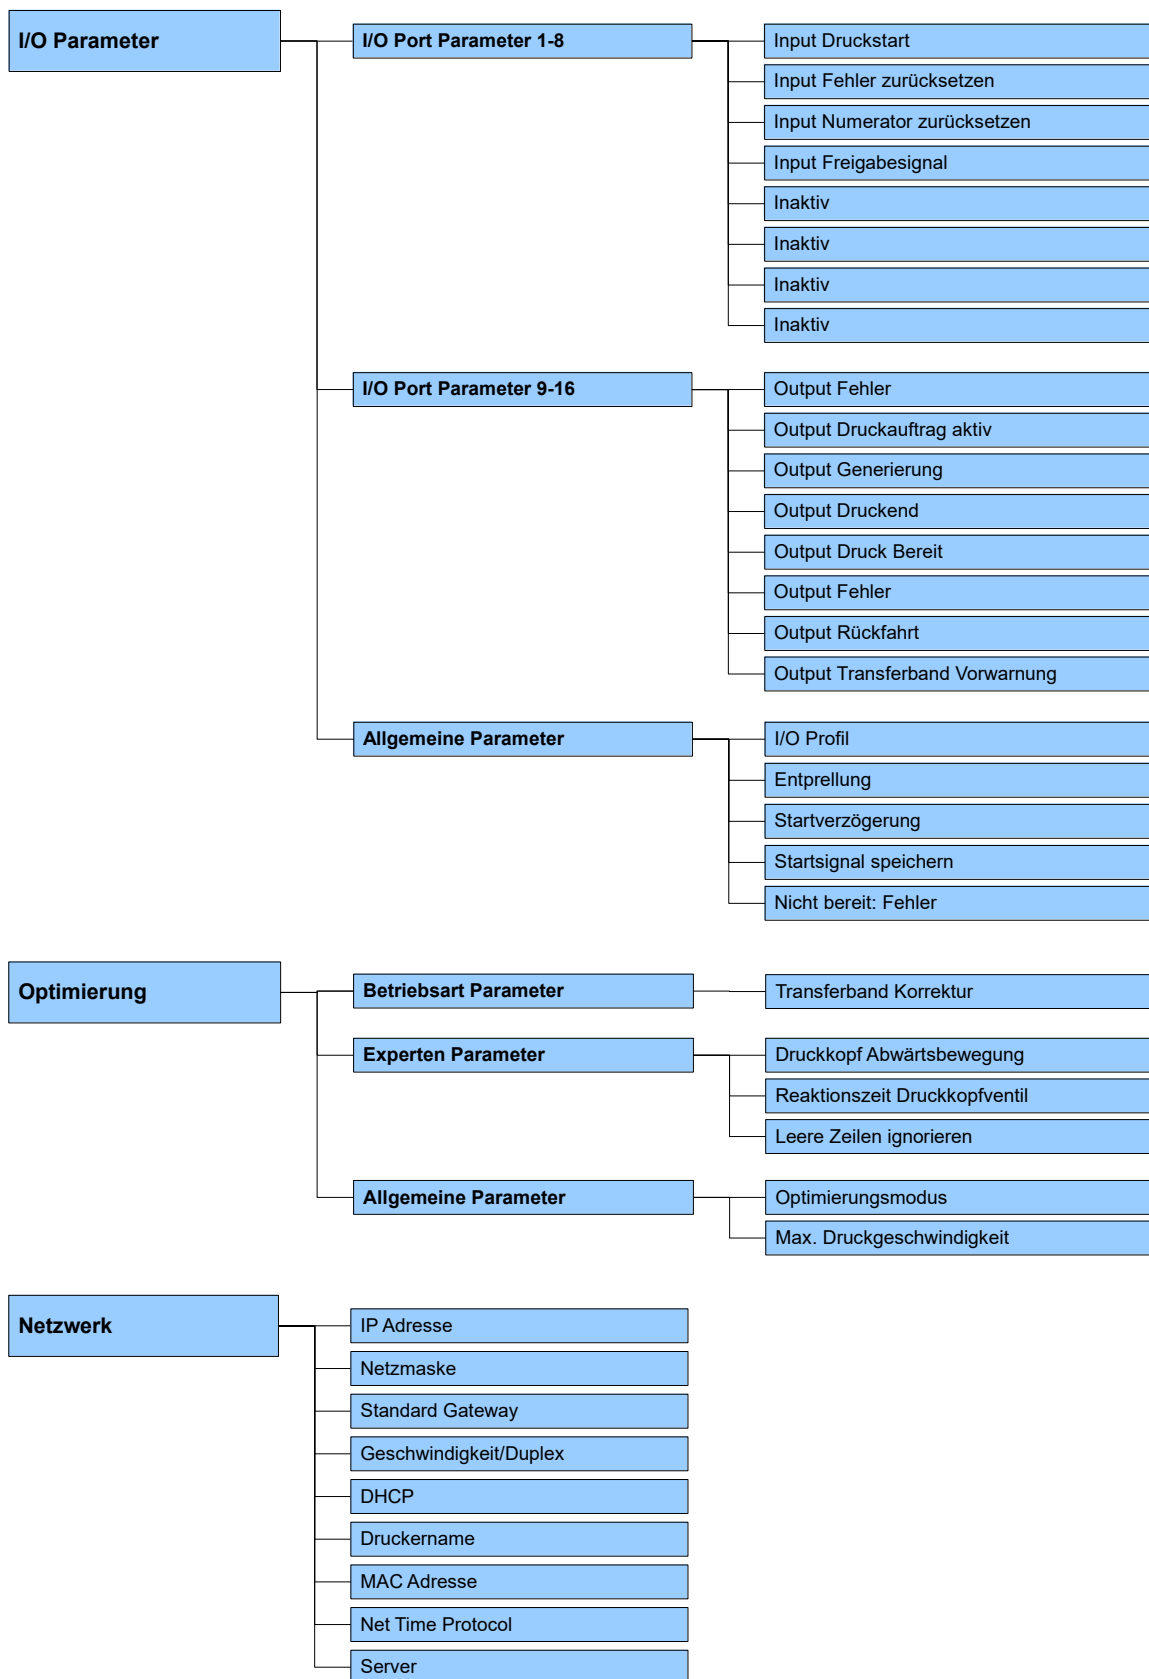 I/O Parameter
I/O Port Parameter 1-8
Input Druckstart
Input Fehler zurücksetzen
Input Numerator zurücksetzen
Input Freigabesignal
Inaktiv
Inaktiv
Inaktiv
Inaktiv
I/O Port Parameter 9-16
Output Fehler
Output Druckauftrag aktiv
Output Generierung
Output Druckend
Output Druck Bereit
Output Fehler
Output Rückfahrt
Output Transferband Vorwarnung
Allgemeine Parameter
I/O Profil
Entprellung
Startverzögerung
Startsignal speichern
Nicht bereit: Fehler
Optimierung
Betriebsart Parameter
Transferband Korrektur
Experten Parameter
Druckkopf Abwärtsbewegung
Reaktionszeit Druckkopfventil
Leere Zeilen ignorieren
Allgemeine Parameter
Optimierungsmodus
Max. Druckgeschwindigkeit
Netzwerk
IP Adresse
Netzmaske
Standard Gateway
Geschwindigkeit/Duplex
DHCP
Druckername
MAC Adresse
Net Time Protocol
Server